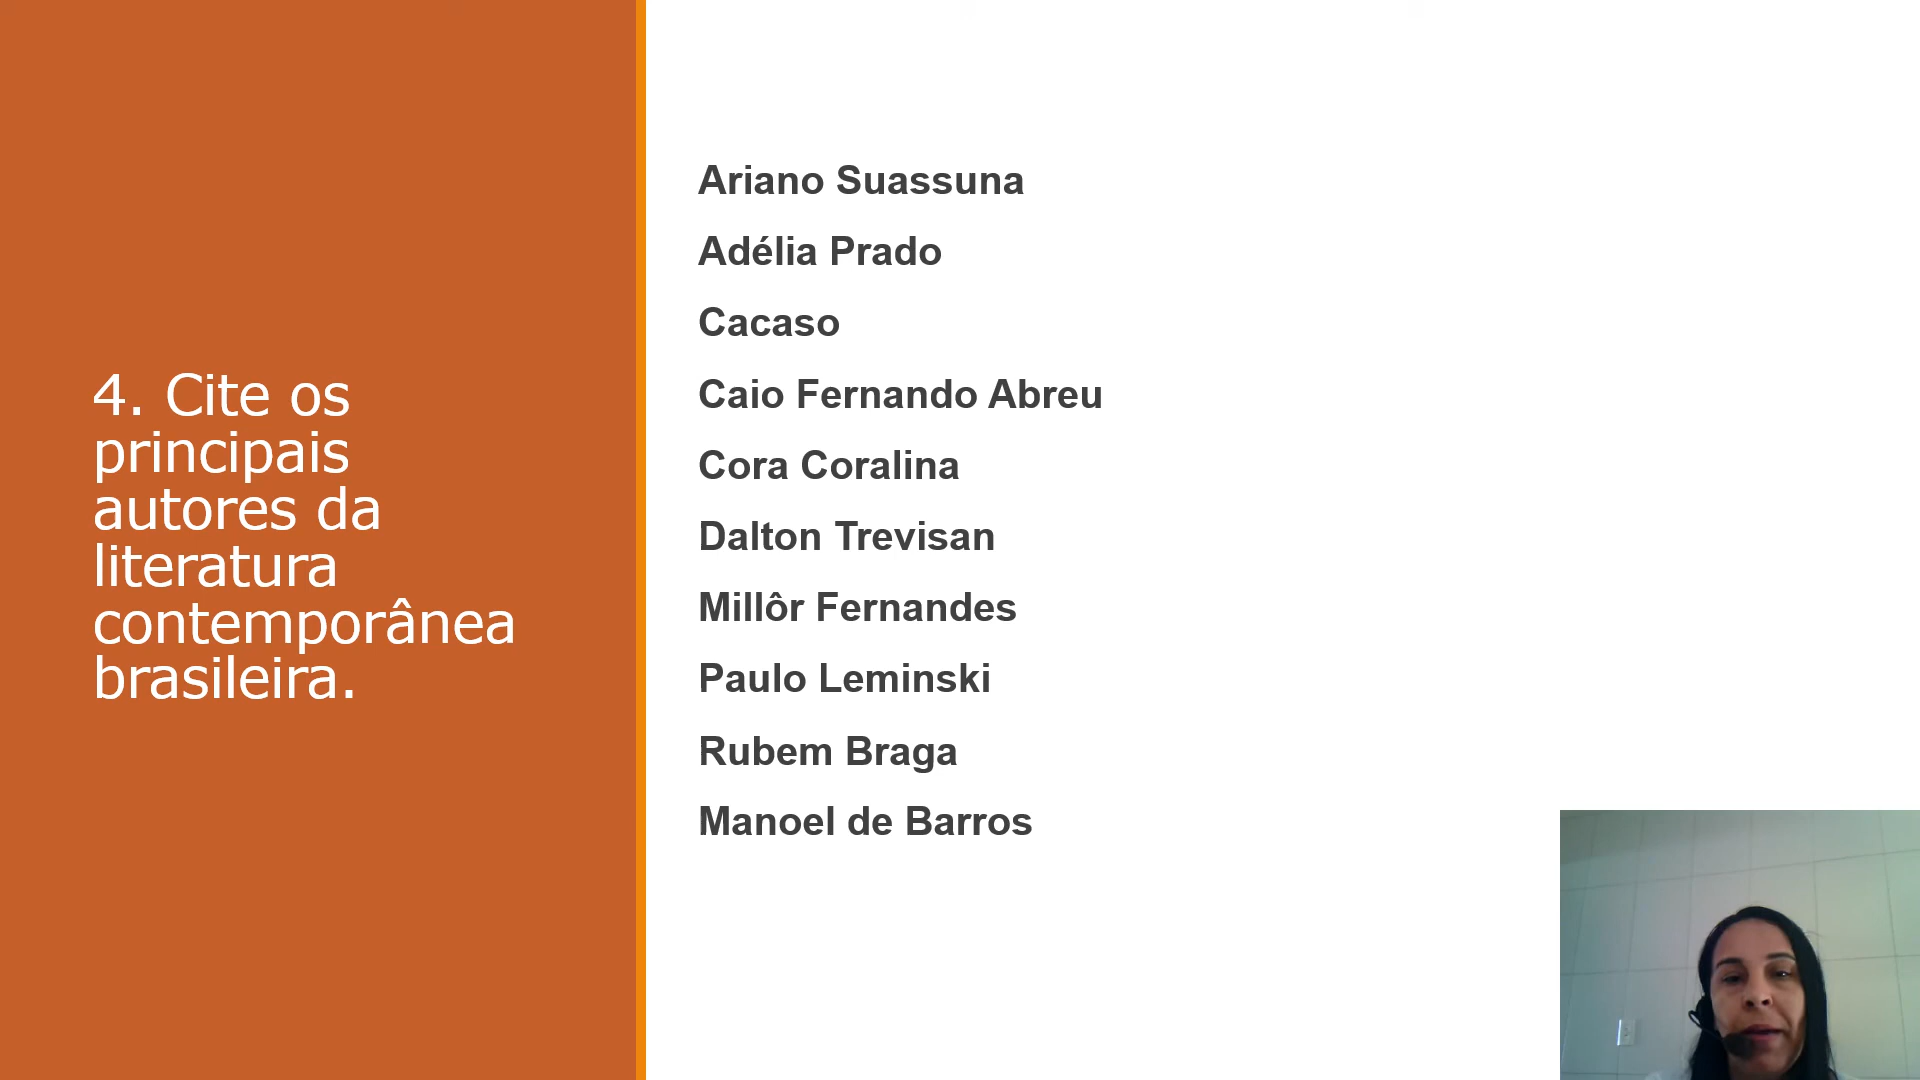 4. Cite os
principais
autores da
literatura
contemporânea
brasileira.
Ariano Suassuna
Adélia Prado
Cacaso
Caio Fernando Abreu
Cora Coralina
Dalton Trevisan
Millôr Fernandes
Paulo Leminski
Rubem Braga
Manoel de Barros